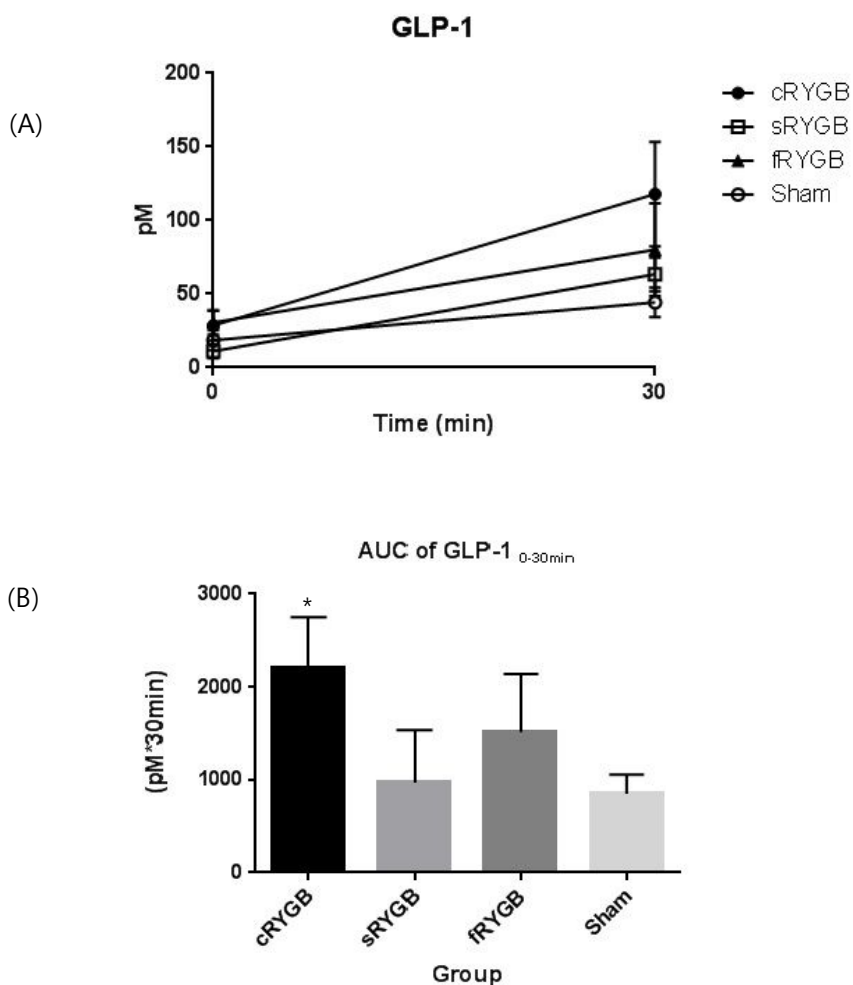 GLP-1
(A)
200
150
100
50
0
pM
0 30
Time (min)
cRYGB
sRYGB
fRYGB
Sham
AUC of GLP-1 0-30min
(B)
3000
2000
1000
0
(pM*30min)
*
cRYGB sRYGB fRYGB Sham
Group